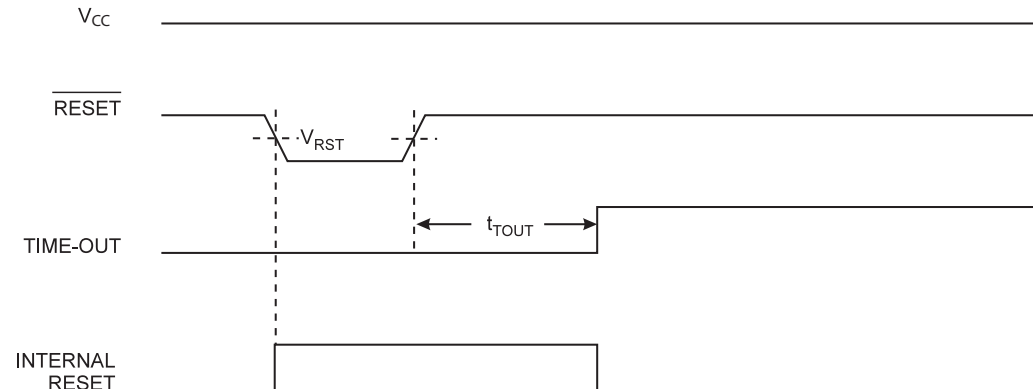 VCC
RESET
VRST
tTOUT
TIME-OUT
INTERNAL
RESET